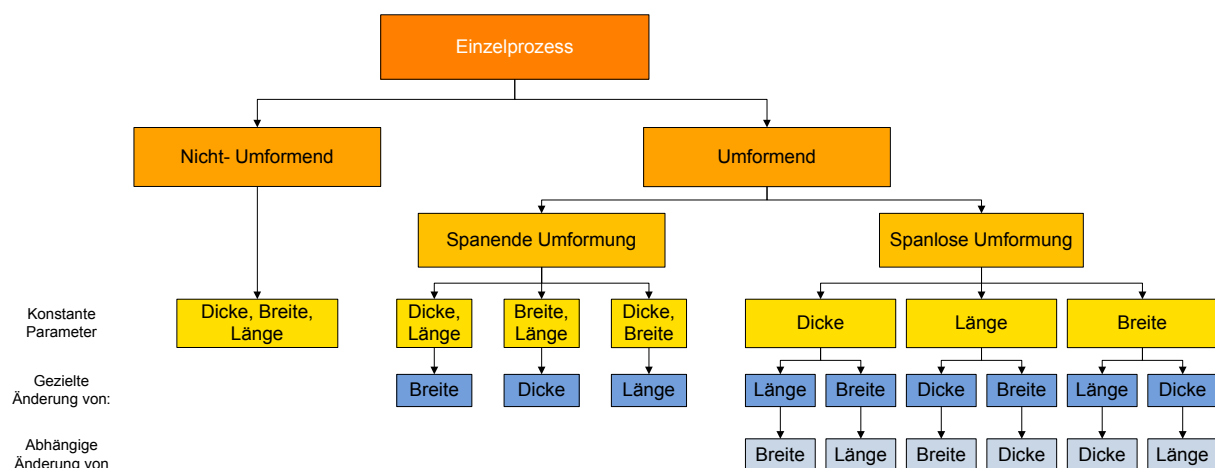 Einzelprozess
Nicht- Umformend
Umformend
Spanende Umformung
Spanlose Umformung
Konstante
Parameter
Dicke, Breite,
Länge
Dicke,
Länge
Breite,
Länge
Dicke,
Breite
Dicke
Länge
Breite
Gezielte
Änderung von:
Breite
Dicke
Länge
Länge
Breite
Dicke
Breite
Länge
Dicke
Abhängige
Änderung von
Breite
Länge
Breite
Dicke
Dicke
Länge